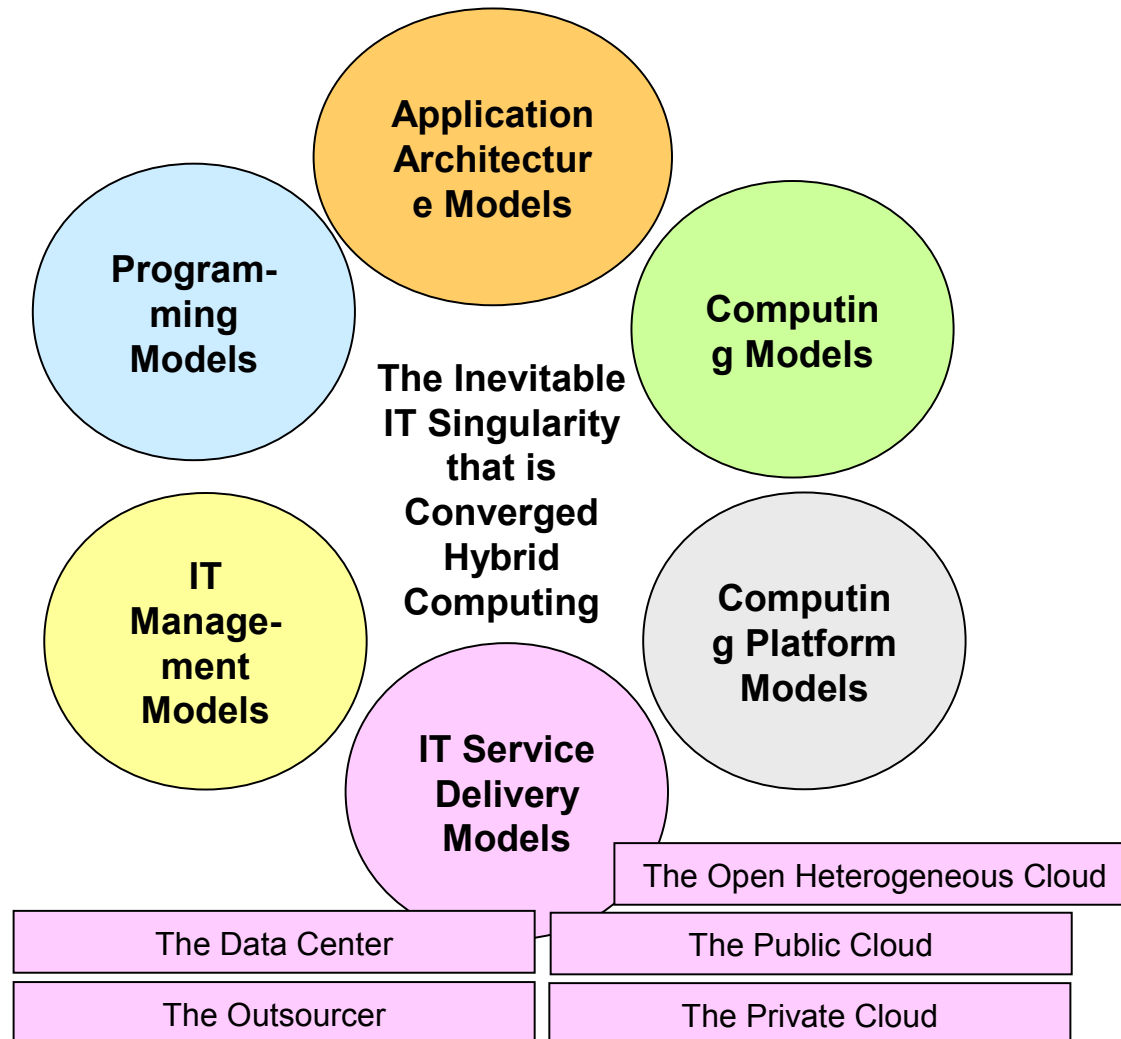 Application
Architectur
e Models
Program-
ming
Models
Computin
g Models
The Inevitable
IT Singularity
that is
Converged
Hybrid
Computing
IT
Manage-
ment
Models
Computin
g Platform
Models
IT Service
Delivery
Models
The Open Heterogeneous Cloud
The Data Center
The Public Cloud
The Outsourcer
The Private Cloud